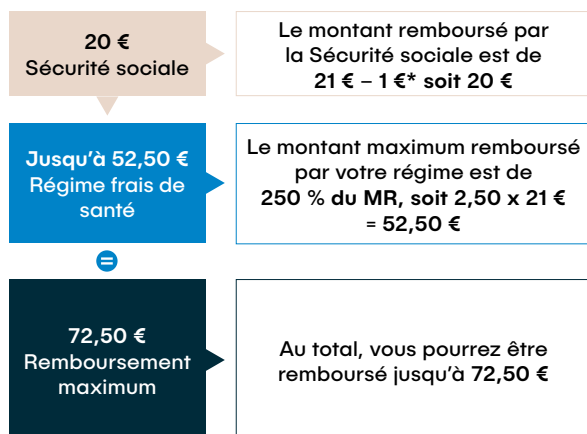 20 €
Sécurité sociale
Le montant remboursé par
la Sécurité sociale est de
21 € – 1 €* soit 20 €
Jusqu'à 52,50 €
Régime frais de
santé
Le montant maximum remboursé
par votre régime est de
250 % du MR, soit 2,50 x 21 €
= 52,50 €
=
72,50 €
Remboursement
maximum
Au total, vous pourrez être
remboursé jusqu'à 72,50 €